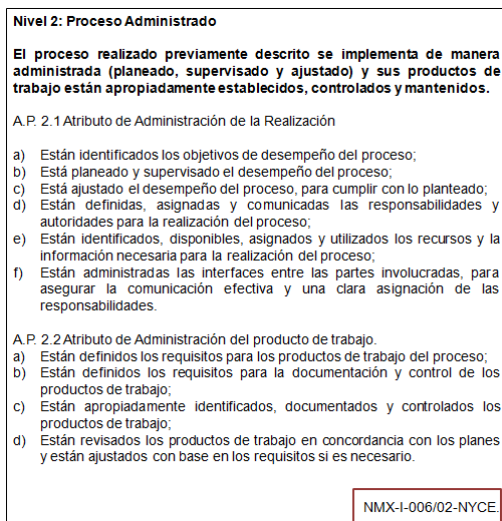 Nivel 2: Proceso Administrado
El proceso realizado previamente descrito se implementa de manera
administrada (planeado, supervisado y ajustado) y sus productos de
trabajo están apropiadamente establecidos, controlados y mantenidos.
A.P. 2.1 Atributo de Administración de la Realización
a) Están identificados los objetivos de desempeño del proceso;
b) Está planeado y supervisado el desempeño del proceso;
c) Está ajustado el desempeño del proceso, para cumplir con lo planteado;
d) Están definidas, asignadas y comunicadas las responsabilidades y
autoridades para la realización del proceso;
e) Están identificados, disponibles, asignados y utilizados los recursos y la
información necesaria para la realización del proceso;
f) Están administradas las interfaces entre las partes involucradas, para
asegurar la comunicación efectiva y una clara asignación de las
responsabilidades.
A.P. 2.2 Atributo de Administración del producto de trabajo.
a) Están definidos los requisitos para los productos de trabajo del proceso;
b) Están definidos los requisitos para la documentación y control de los
productos de trabajo;
c) Están apropiadamente identificados, documentados y controlados los
productos de trabajo;
d) Están revisados los productos de trabajo en concordancia con los planes
y están ajustados con base en los requisitos si es necesario.
NMX-I-006/02-NYCE.